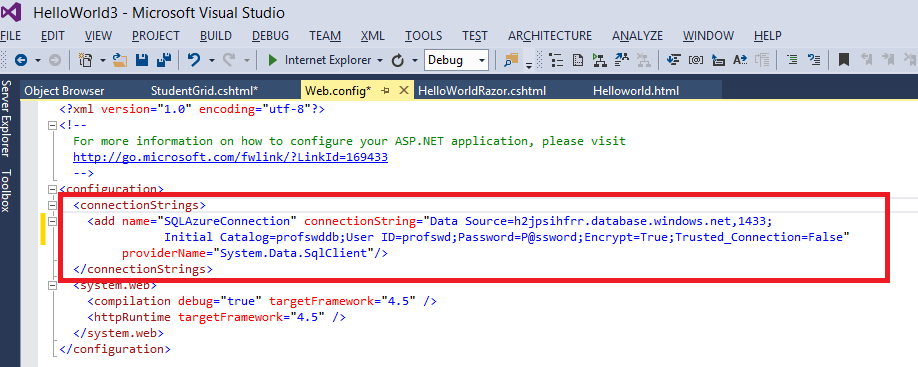 HelloWorld3 - Microsoft Visual Studio
FILE EDIT VIEW PROJECT BUILD DEBUG TEAM XML TOOLS TEST ARCHITECTURE ANALYZE WINDOW HELP
Internet Explorer Debug
Object Browser StudentGrid.cshtml* Web.config* HelloWorldRazor.cshtml Helloworld.html
Server Explorer
Toolbox
<?xml version="1.0" encoding="utf-8"?>
<!--
For more information on how to configure your ASP.NET application, please visit
http://go.microsoft.com/fwlink/?LinkId=169433
-->
<configuration>
<connectionStrings>
<add name="SQLAzureConnection" connectionString="Data Source=h2jpsihfrr.database.windows.net,1433;
Initial Catalog=profswddb;User ID=profswd;Password=P@ssword;Encrypt=True;Trusted_Connection=False"
providerName="System.Data.SqlClient"/>
</connectionStrings>
<system.web>
<compilation debug="true" targetFramework="4.5" />
<httpRuntime targetFramework="4.5" />
</system.web>
</configuration>